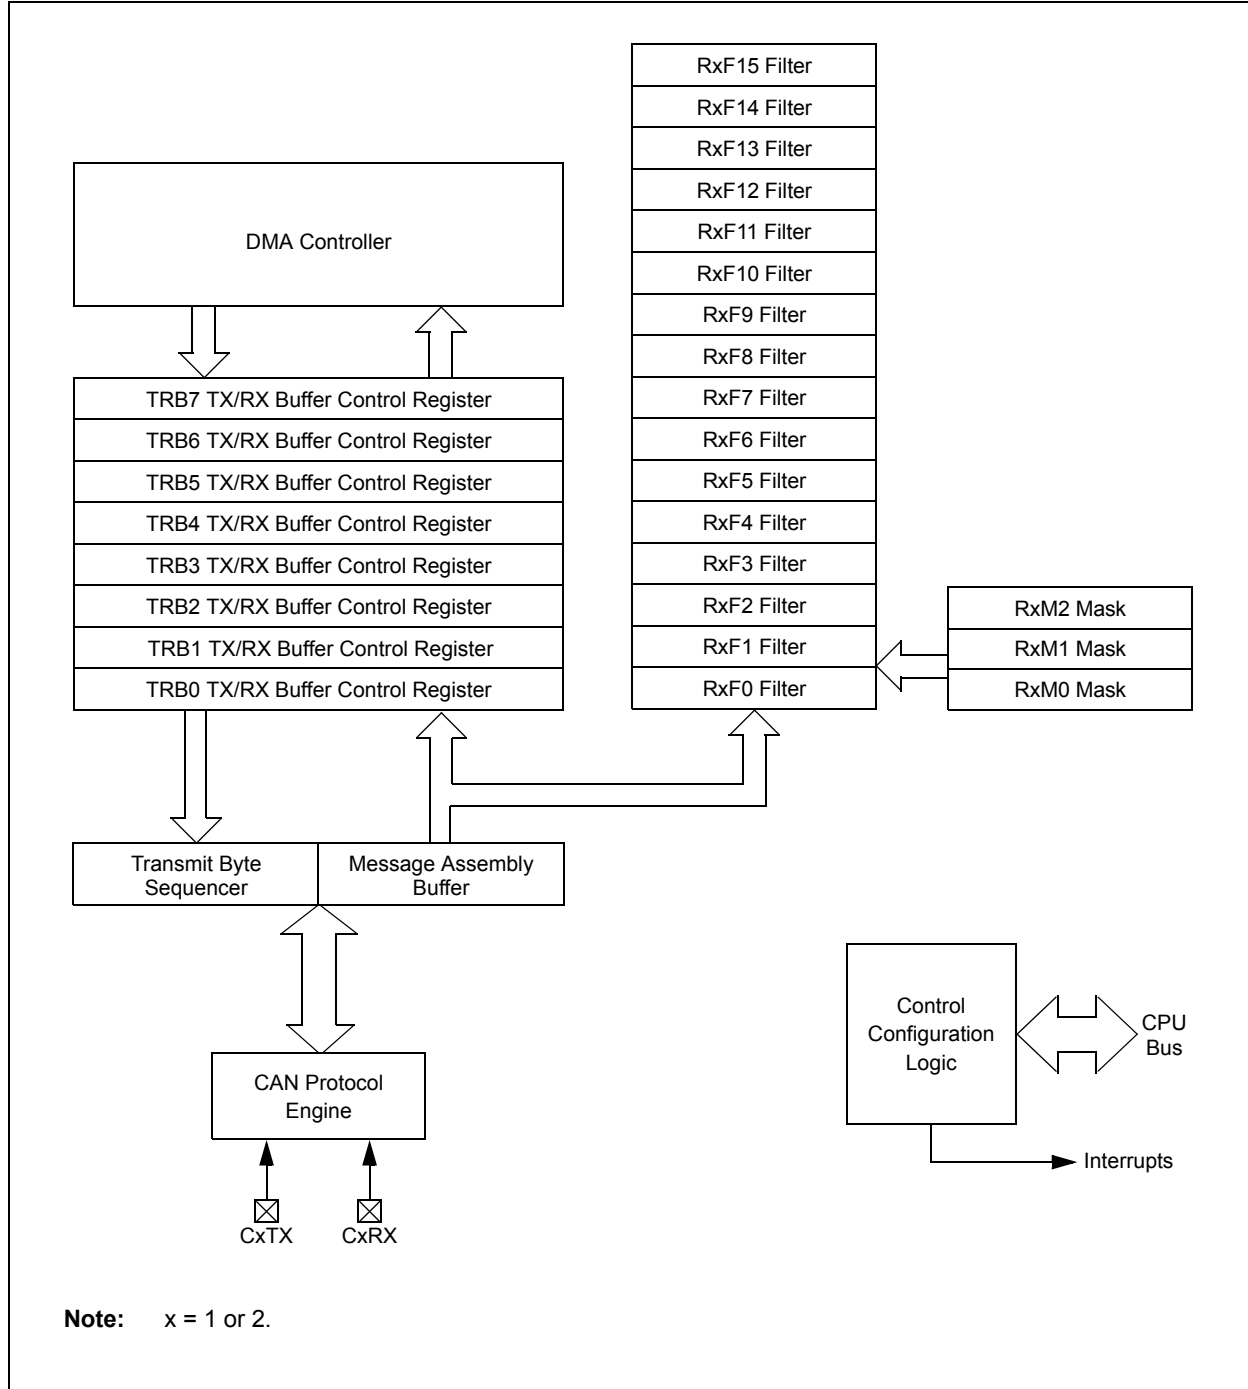 DMA Controller
TRB7 TX/RX Buffer Control Register
TRB6 TX/RX Buffer Control Register
TRB5 TX/RX Buffer Control Register
TRB4 TX/RX Buffer Control Register
TRB3 TX/RX Buffer Control Register
TRB2 TX/RX Buffer Control Register
TRB1 TX/RX Buffer Control Register
TRB0 TX/RX Buffer Control Register
RxF15 Filter
RxF14 Filter
RxF13 Filter
RxF12 Filter
RxF11 Filter
RxF10 Filter
RxF9 Filter
RxF8 Filter
RxF7 Filter
RxF6 Filter
RxF5 Filter
RxF4 Filter
RxF3 Filter
RxF2 Filter
RxF1 Filter
RxF0 Filter
RxM2 Mask
RxM1 Mask
RxM0 Mask
Transmit Byte
Sequencer
Message Assembly
Buffer
CAN Protocol
Engine
CxTX
CxRX
Control
Configuration
Logic
CPU
Bus
Interrupts
Note: x = 1 or 2.